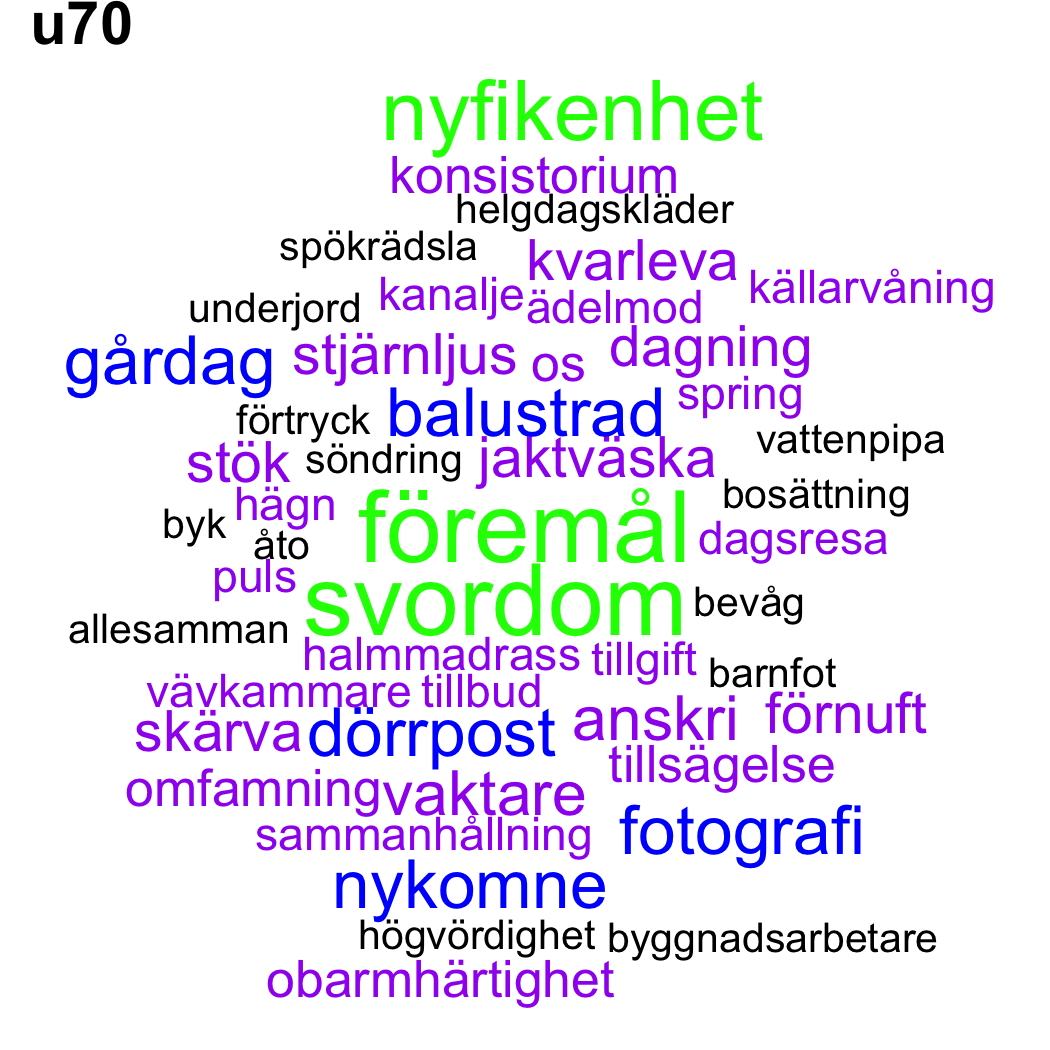 u70
nyfikenhet
konsistorium
helgdagskläder
spökrädsla kvarleva
underjord kanalje ädelmod källarvåning
gårdag stjärnljus os dagning
förtryck balustrad spring
stök söndring jaktväska vattenpipa
byk hägn föremål bosättning
åto dagsresa
puls svordom bevåg
allesamman
halmmadrass tillgift barnfot
vävkammare tillbud
skärva dörrpost anskri förnuft
omfamning vaktare tillsägelse
sammanhållning fotografi
nykomne
högvördighet byggnadsarbetare
obarmhärtighet